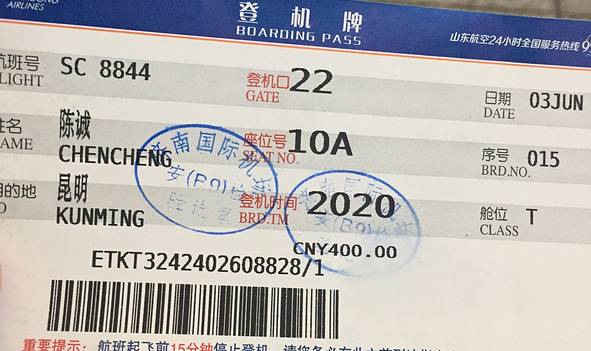 AIRLINES
登机牌
BOARDING PASS
山东航空24小时全国服务热线9
航班号 SC 8844 登机口 22 日期 03JUN
LIGHT GATE DATE
姓名 陈诚 座位号 10A 序号 015
NAME CHENCHENG SEAT NO. BRD.NO.
目的地 昆明 登机时间 2020 舱位 T
KUNMING BRD.TM CLASS
CNY400.00
ETKT3242402608828/1
重要提示：航班起飞前15分钟停止登机